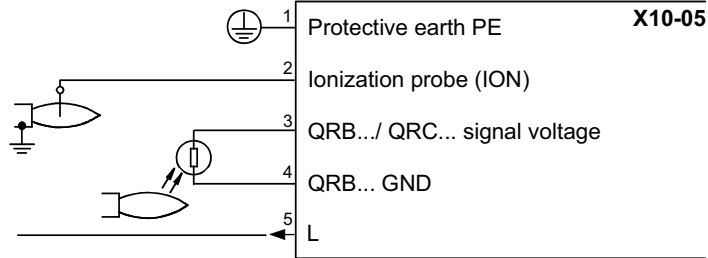 X10-05
1 Protective earth PE
2 Ionization probe (ION)
3 QRB.../ QRC... signal voltage
4 QRB... GND
5 L